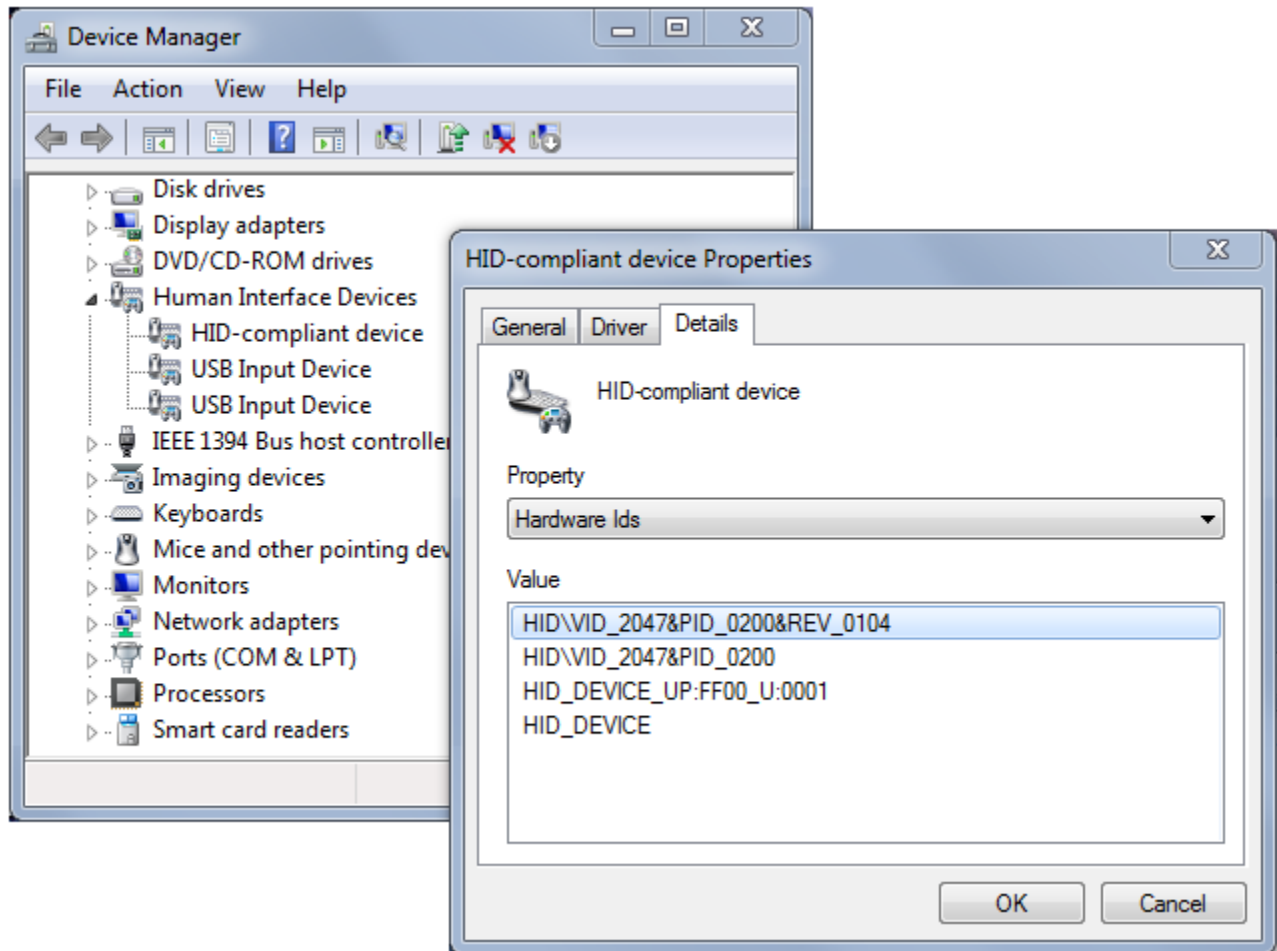 Device Manager
File Action View Help
Disk drives
Display adapters
DVD/CD-ROM drives
Human Interface Devices
HID-compliant device
USB Input Device
USB Input Device
IEEE 1394 Bus host controller
Imaging devices
Keyboards
Mice and other pointing dev
Monitors
Network adapters
Ports (COM & LPT)
Processors
Smart card readers
HID-compliant device Properties
General Driver Details
HID-compliant device
Property
Hardware Ids
Value
HID\VID_2047&PID_0200&REV_0104
HID\VID_2047&PID_0200
HID_DEVICE_UP:FF00_U:0001
HID_DEVICE
OK Cancel